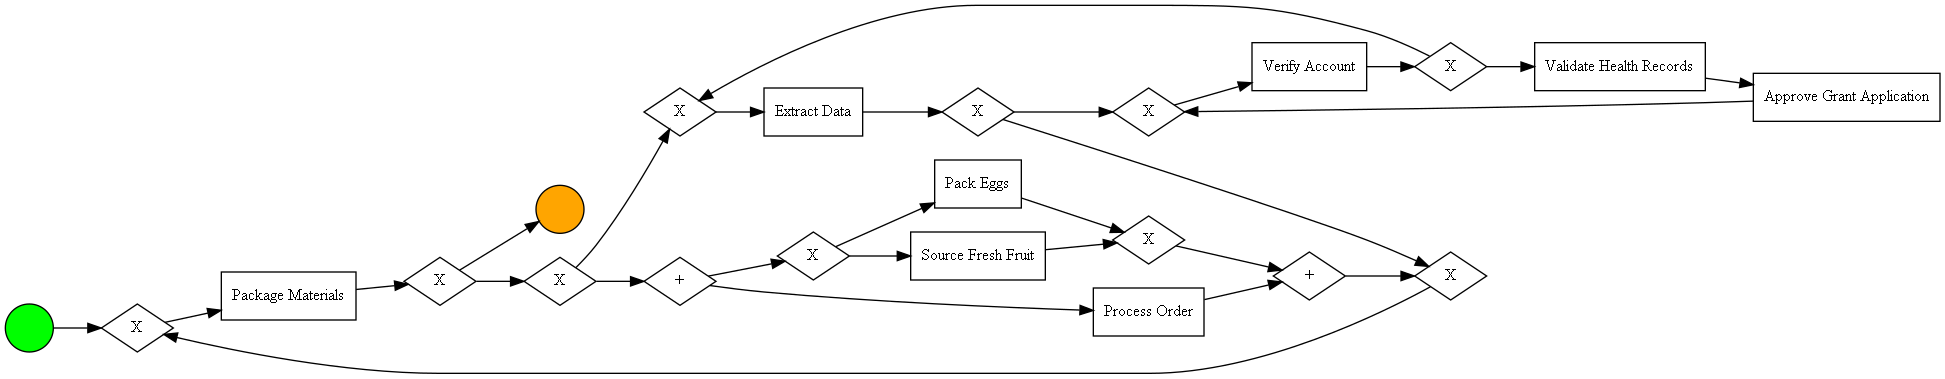 X
Verify Account
X
Validate Health Records
Approve Grant Application
X
Extract Data
X
X
Pack Eggs
X
Source Fresh Fruit
X
Package Materials
X
X
+
Process Order
+
X
X